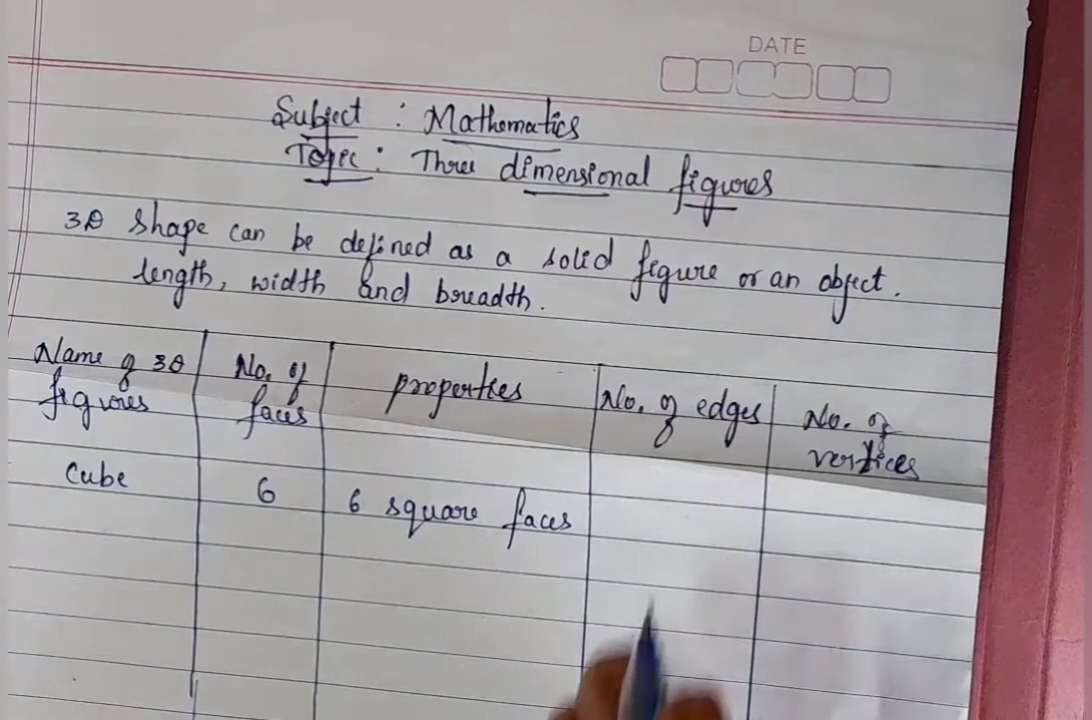 DATE
Subject : Mathematics
Topic : Three dimensional figures
3D shape can be defined as a solid figure or an object.
length, width and breadth.
Name of 3D figures No. of faces properties No. of edges No. of vertices
Cube 6 6 square faces